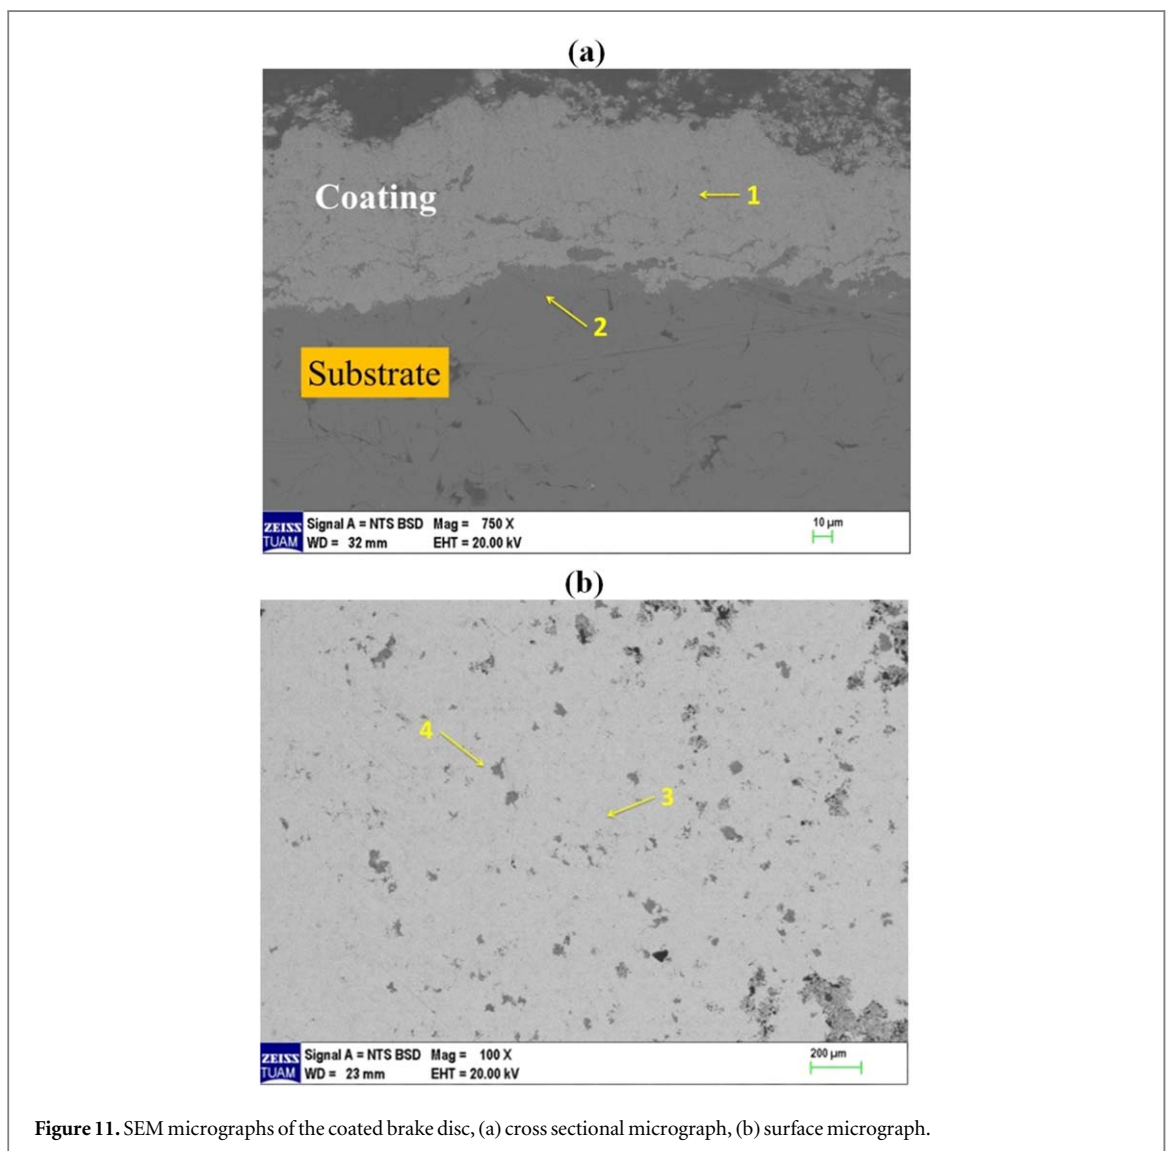 (a)
Coating
1
2
Substrate
ZEISS Signal A = NTS BSD Mag = 750 X 10 µm
TUAM WD = 32 mm EHT = 20.00 kV
(b)
4
3
ZEISS Signal A = NTS BSD Mag = 100 X 200 µm
TUAM WD = 23 mm EHT = 20.00 kV
Figure 11. SEM micrographs of the coated brake disc, (a) cross sectional micrograph, (b) surface micrograph.